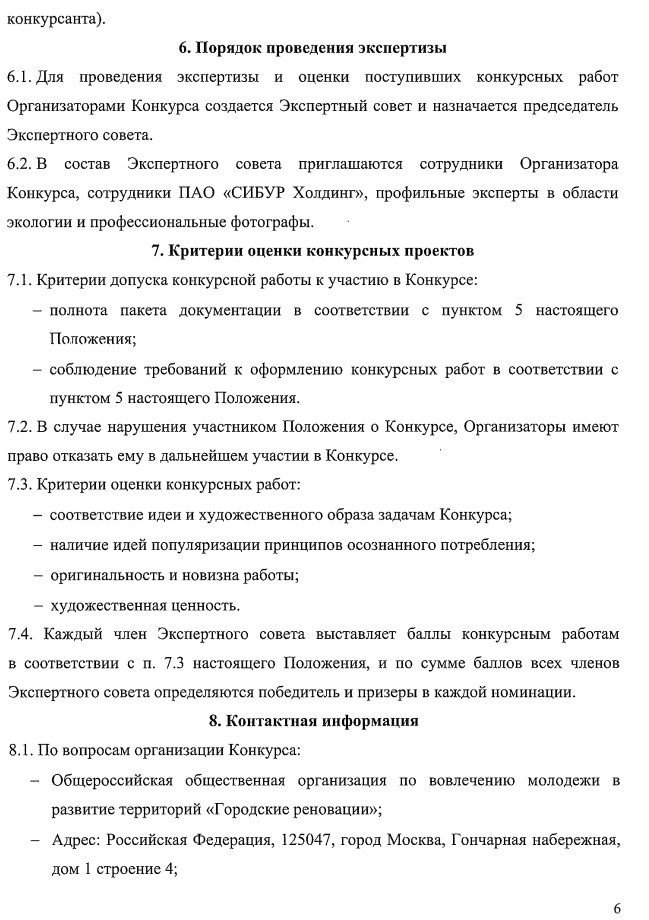 конкурсанта).
6. Порядок проведения экспертизы
6.1. Для проведения экспертизы и оценки поступивших конкурсных работ
Организаторами Конкурса создается Экспертный совет и назначается председатель
Экспертного совета.
6.2. В состав Экспертного совета приглашаются сотрудники Организатора
Конкурса, сотрудники ПАО «СИБУР Холдинг», профильные эксперты в области
экологии и профессиональные фотографы.
7. Критерии оценки конкурсных проектов
7.1. Критерии допуска конкурсной работы к участию в Конкурсе:
– полнота пакета документации в соответствии с пунктом 5 настоящего
Положения;
– соблюдение требований к оформлению конкурсных работ в соответствии с
пунктом 5 настоящего Положения.
7.2. В случае нарушения участником Положения о Конкурсе, Организаторы имеют
право отказать ему в дальнейшем участии в Конкурсе.
7.3. Критерии оценки конкурсных работ:
– соответствие идеи и художественного образа задачам Конкурса;
– наличие идей популяризации принципов осознанного потребления;
– оригинальность и новизна работы;
– художественная ценность.
7.4. Каждый член Экспертного совета выставляет баллы конкурсным работам
в соответствии с п. 7.3 настоящего Положения, и по сумме баллов всех членов
Экспертного совета определяются победитель и призеры в каждой номинации.
8. Контактная информация
8.1. По вопросам организации Конкурса:
– Общероссийская общественная организация по вовлечению молодежи в
развитие территорий «Городские реновации»;
– Адрес: Российская Федерация, 125047, город Москва, Гончарная набережная,
дом 1 строение 4;
6